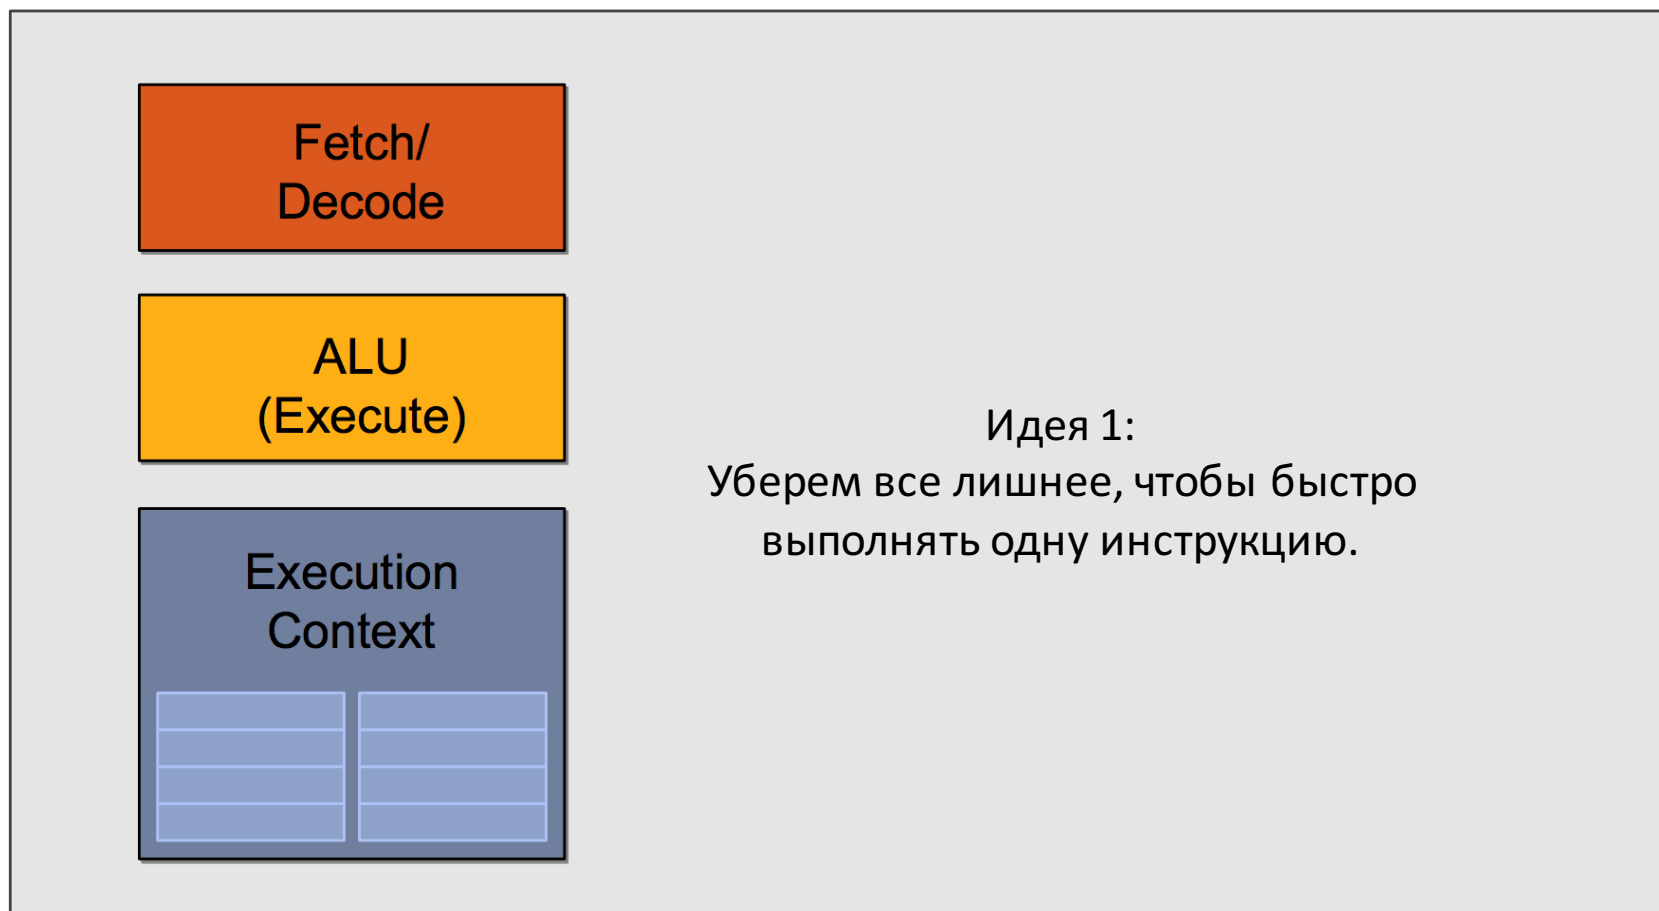 Fetch/
Decode
ALU
(Execute)
Идея 1:
Уберем все лишнее, чтобы быстро
выполнять одну инструкцию.
Execution
Context